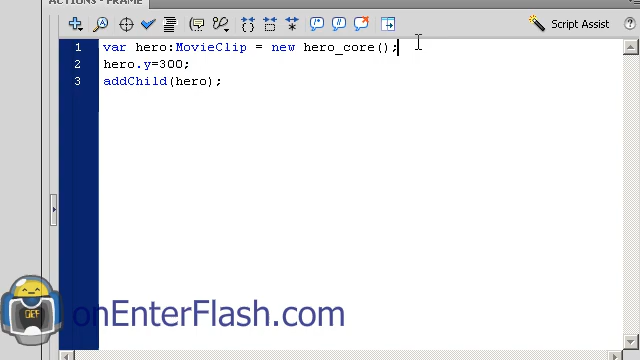 ACTIONS - FRAME
Script Assist
1 var hero:MovieClip = new hero_core();
2 hero.y=300;
3 addChild(hero);
OEF
onEnterFlash.com